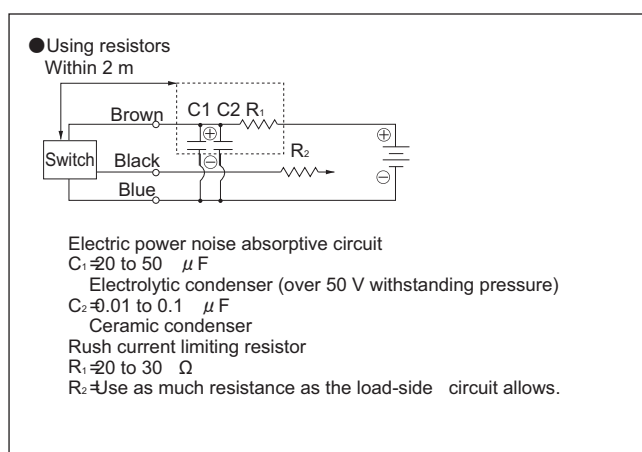 ●Using resistors
Within 2 m
C1 C2 R₁
Brown
⊕
⊕
R₂
Switch
Black
⊖
⊖
Blue
Electric power noise absorptive circuit
C₁=20 to 50 μF
Electrolytic condenser (over 50 V withstanding pressure)
C₂=0.01 to 0.1 μF
Ceramic condenser
Rush current limiting resistor
R₁=20 to 30 Ω
R₂=Use as much resistance as the load-side circuit allows.